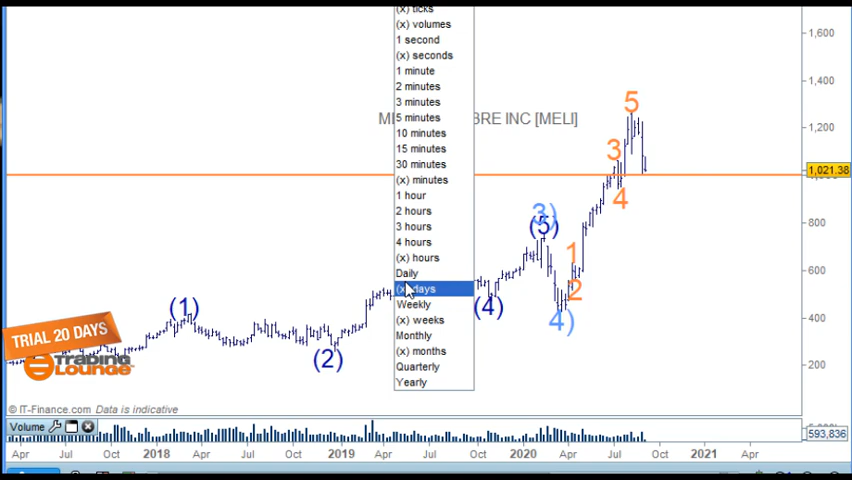 (x) ticks
(x) volumes
1 second
(x) seconds
1 minute
2 minutes
3 minutes
5 minutes
10 minutes
15 minutes
30 minutes
(x) minutes
1 hour
2 hours
3 hours
4 hours
(x) hours
Daily
(x) days
Weekly
(x) weeks
Monthly
(x) months
Quarterly
Yearly
BRE INC [MELI]
1,600
1,400
1,200
1,021.38
800
600
400
200
5
3
4
1
2
3)
(5)
4)
(4)
(1)
(2)
TRIAL 20 DAYS
Trading
Lounge
© IT-Finance.com Data is indicative
Volume
593,836
Apr Jul Oct 2018 Apr Jul Oct 2019 Apr Jul Oct 2020 Apr Jul Oct 2021 Apr